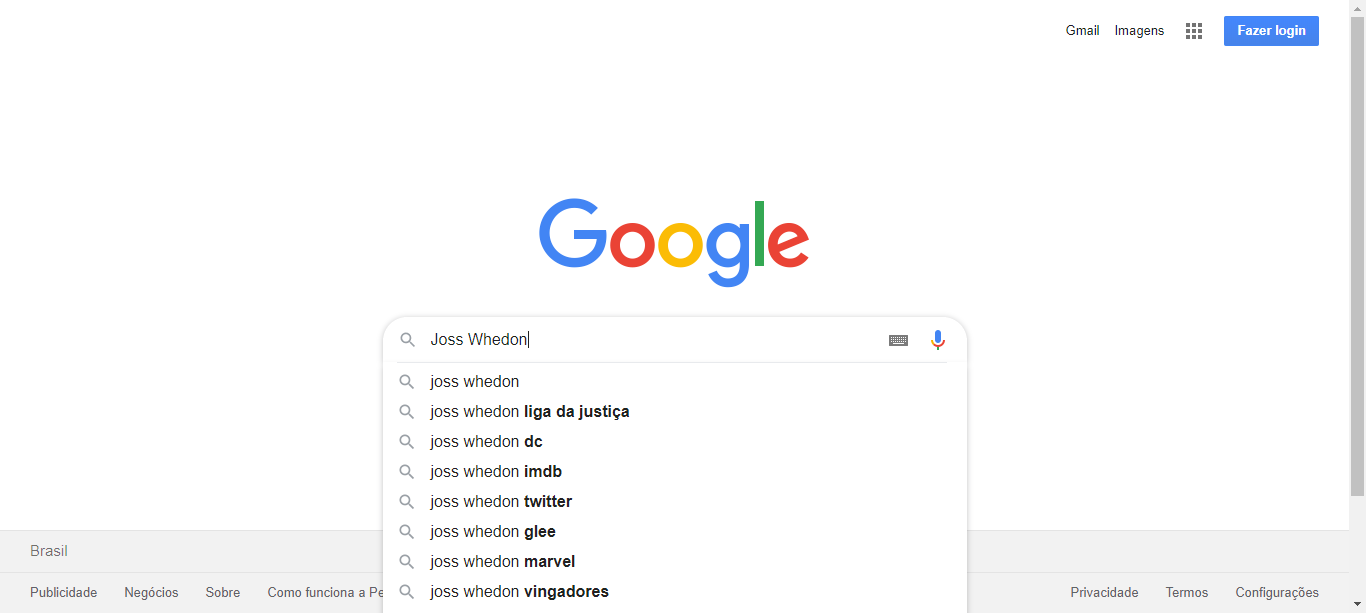 Gmail Imagens Fazer login
Google
Joss Whedon
joss whedon
joss whedon liga da justiça
joss whedon dc
joss whedon imdb
joss whedon twitter
joss whedon glee
joss whedon marvel
joss whedon vingadores
Brasil
Publicidade Negócios Sobre Como funciona a Pe
Privacidade Termos Configurações